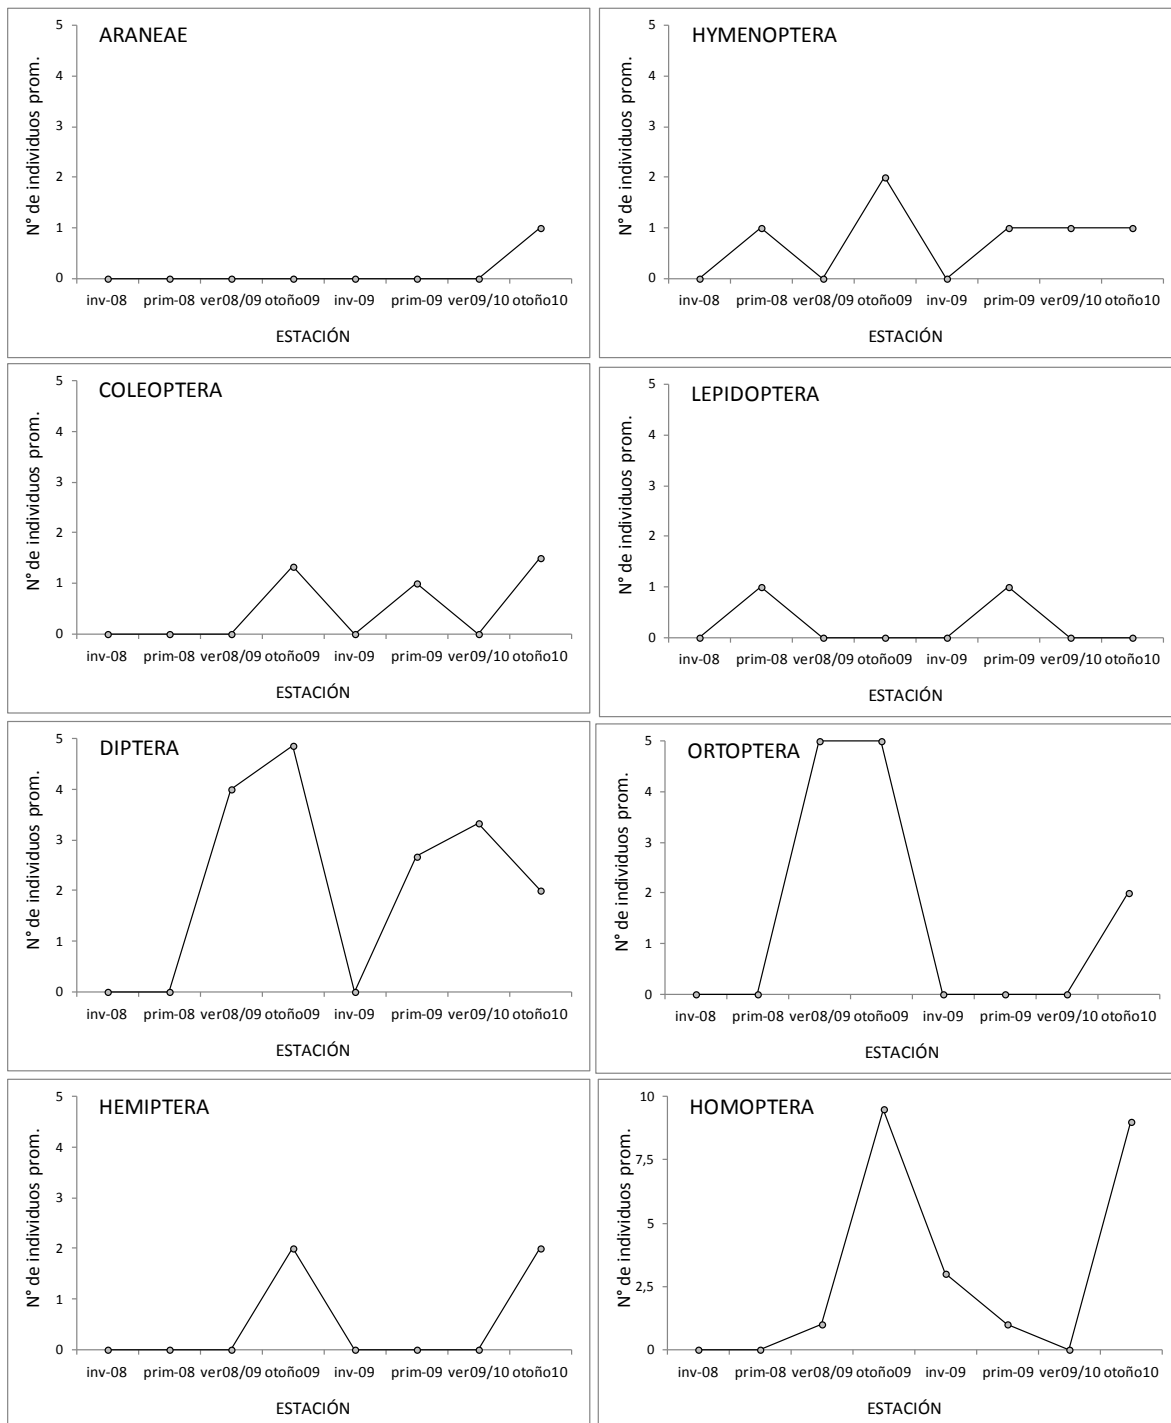 ARANEAE
N° de individuos prom.
5
4
3
2
1
0
inv-08 prim-08 ver08/09 otoño09 inv-09 prim-09 ver09/10 otoño10
ESTACIÓN
HYMENOPTERA
N° de individuos prom.
5
4
3
2
1
0
inv-08 prim-08 ver08/09 otoño09 inv-09 prim-09 ver09/10 otoño10
ESTACIÓN
COLEOPTERA
N° de individuos prom.
5
4
3
2
1
0
inv-08 prim-08 ver08/09 otoño09 inv-09 prim-09 ver09/10 otoño10
ESTACIÓN
LEPIDOPTERA
N° de individuos prom.
5
4
3
2
1
0
inv-08 prim-08 ver08/09 otoño09 inv-09 prim-09 ver09/10 otoño10
ESTACIÓN
DIPTERA
N° de individuos prom.
5
4
3
2
1
0
inv-08 prim-08 ver08/09 otoño09 inv-09 prim-09 ver09/10 otoño10
ESTACIÓN
ORTOPTERA
N° de individuos prom.
5
4
3
2
1
0
inv-08 prim-08 ver08/09 otoño09 inv-09 prim-09 ver09/10 otoño10
ESTACIÓN
HEMIPTERA
N° de individuos prom.
5
4
3
2
1
0
inv-08 prim-08 ver08/09 otoño09 inv-09 prim-09 ver09/10 otoño10
ESTACIÓN
HOMOPTERA
N° de individuos prom.
10
7,5
5
2,5
0
inv-08 prim-08 ver08/09 otoño09 inv-09 prim-09 ver09/10 otoño10
ESTACIÓN